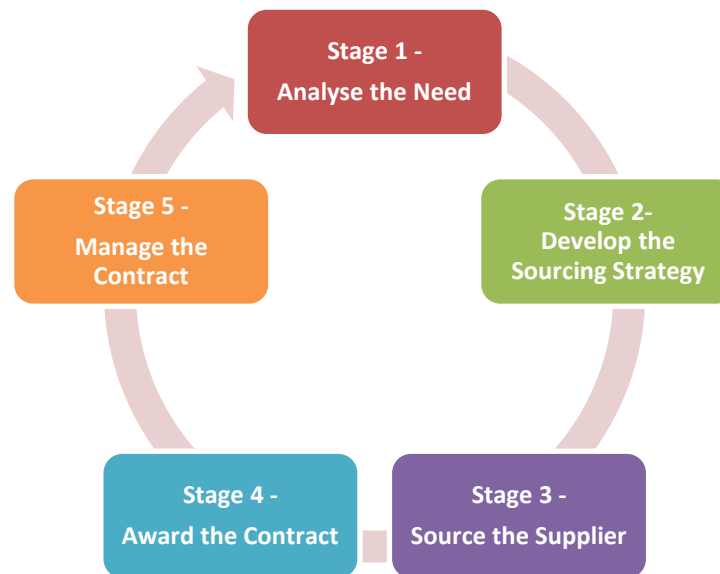 Stage 1 -
Analyse the Need
Stage 2-
Develop the
Sourcing Strategy
Stage 3 -
Source the Supplier
Stage 4 -
Award the Contract
Stage 5 -
Manage the
Contract